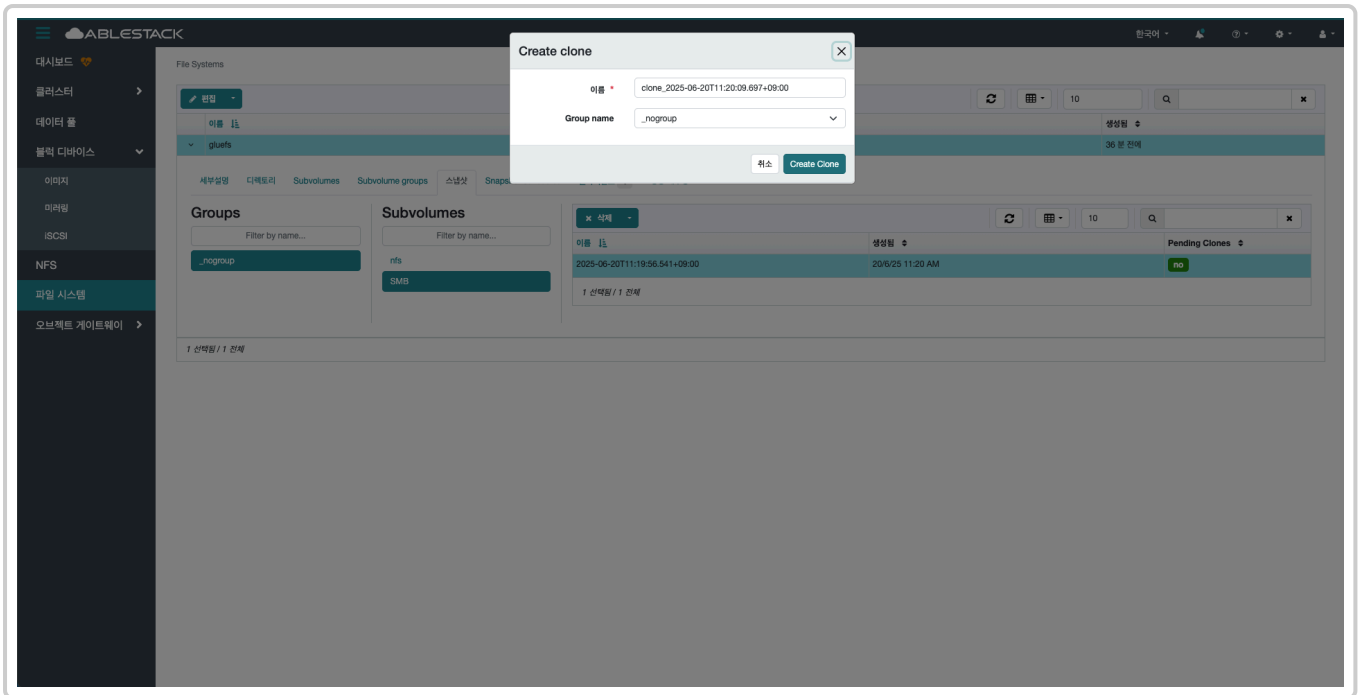 ABLESTACK
한국어
대시보드
클러스터
데이터 풀
블럭 디바이스
이미지
미러링
iSCSI
NFS
파일 시스템
오브젝트 게이트웨이
File Systems
편집
10
이름
생성됨
gluefs
36 분 전에
세부설명 디렉토리 Subvolumes Subvolume groups 스냅샷 Snaps
Groups
Filter by name...
_nogroup
Subvolumes
Filter by name...
nfs
SMB
삭제
10
이름 생성됨 Pending Clones
2025-06-20T11:19:56.541+09:00 20/6/25 11:20 AM no
1 선택됨 / 1 전체
1 선택됨 / 1 전체
Create clone
이름 *
clone_2025-06-20T11:20:09.697+09:00
Group name
_nogroup
취소
Create Clone